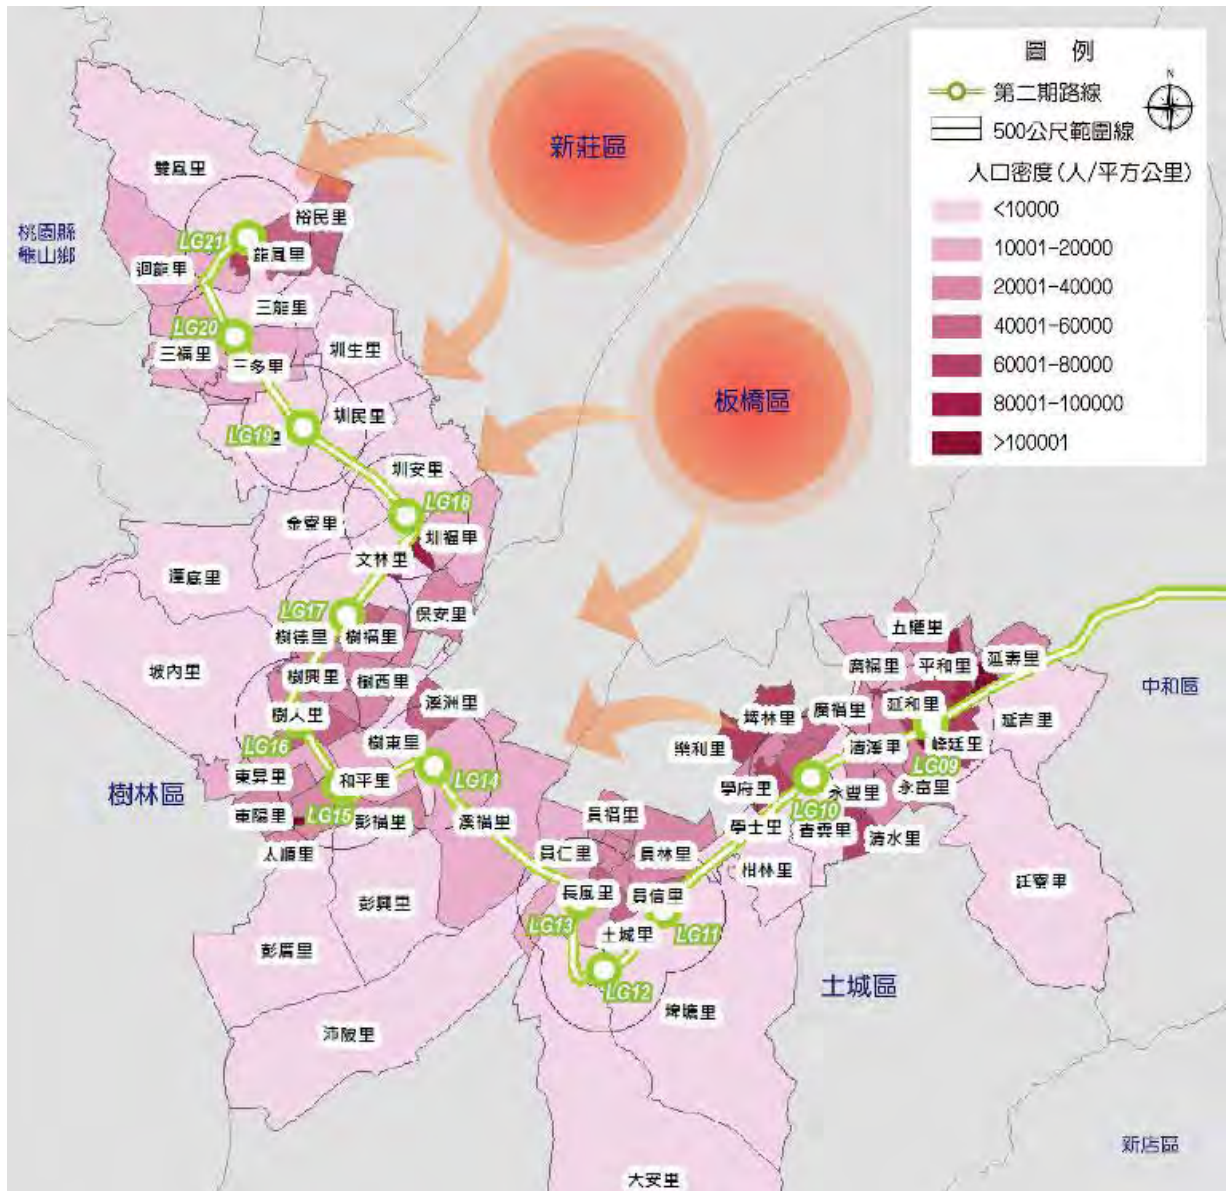 圖 例
第二期路線
N
500公尺範圍線
人口密度(人/平方公里)
<10000
10001-20000
20001-40000
40001-60000
60001-80000
80001-100000
>100001
新莊區
板橋區
桃園縣
龜山鄉
樹林區
土城區
中和區
新店區
雙鳳里
裕民里
LG21
龍鳳里
迴龍里
三龍里
LG20
三福里
三多里
圳生里
圳民里
LG19
圳安里
LG18
金寮里
圳福里
文林里
潭底里
LG17
保安里
樹德里
樹福里
坡內里
樹興里
樹西里
溪洲里
樹人里
LG16
樹東里
東昇里
和平里
LG14
東陽里
LG15
彭福里
溪福里
太順里
彭興里
彭厝里
沛陂里
員福里
員仁里
員林里
長風里
員信里
LG13
土城里
LG11
LG12
埤塘里
大安里
五權里
廣福里
平和里
延壽里
埤林里
廣福里
延和里
延吉里
樂利里
清溪里
峰廷里
LG09
學府里
LG10
永豐里
永富里
學士里
青雲里
清水里
柑林里
廷寮里